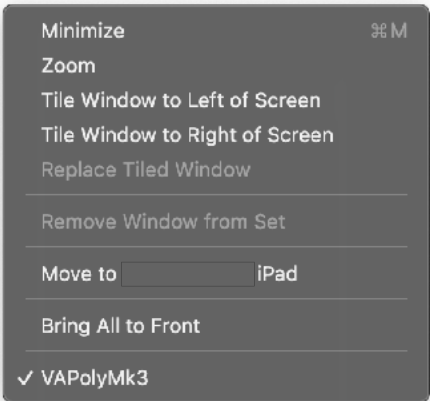 Minimize ⌘M
Zoom
Tile Window to Left of Screen
Tile Window to Right of Screen
Replace Tiled Window
Remove Window from Set
Move to iPad
Bring All to Front
✓ VAPolyMk3